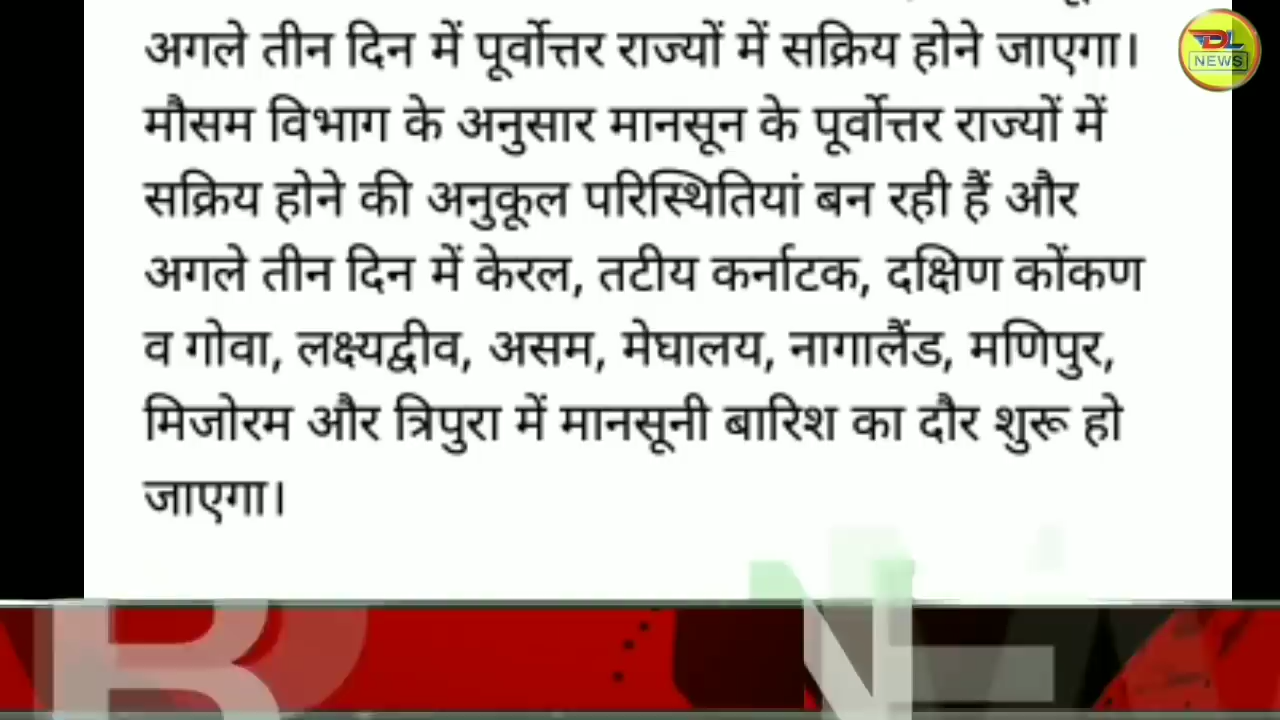 अगले तीन दिन में पूर्वोत्तर राज्यों में सक्रिय होने जाएगा।
मौसम विभाग के अनुसार मानसून के पूर्वोत्तर राज्यों में
सक्रिय होने की अनुकूल परिस्थितियां बन रही हैं और
अगले तीन दिन में केरल, तटीय कर्नाटक, दक्षिण कोंकण
व गोवा, लक्ष्यद्वीव, असम, मेघालय, नागालैंड, मणिपुर,
मिजोरम और त्रिपुरा में मानसूनी बारिश का दौर शुरू हो
जाएगा।
DL
NEWS